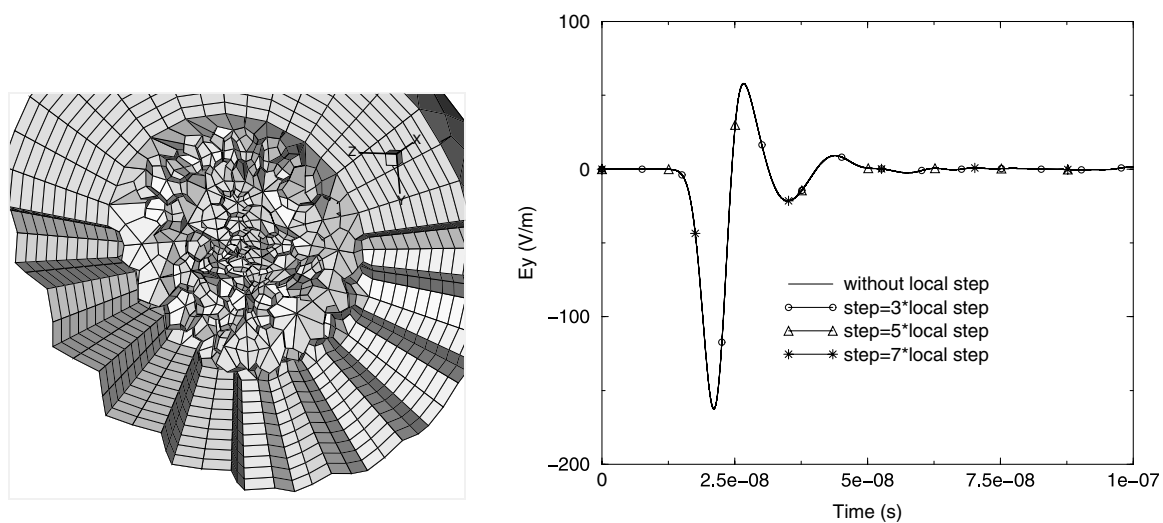 X
Z
Y
100
0
−100
−200
Ey (V/m)
without local step
step=3*local step
step=5*local step
step=7*local step
0
2.5e−08
5e−08
7.5e−08
1e−07
Time (s)